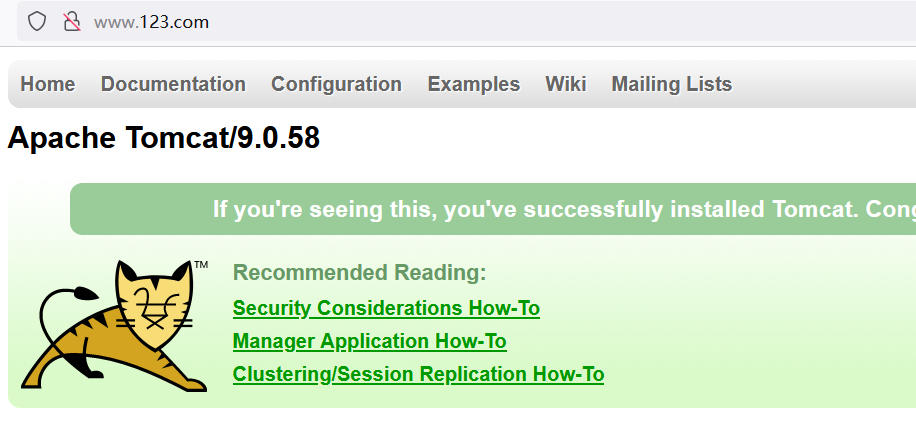 www.123.com
Home Documentation Configuration Examples Wiki Mailing Lists
Apache Tomcat/9.0.58
If you're seeing this, you've successfully installed Tomcat. Cong
TM
Recommended Reading:
Security Considerations How-To
Manager Application How-To
Clustering/Session Replication How-To